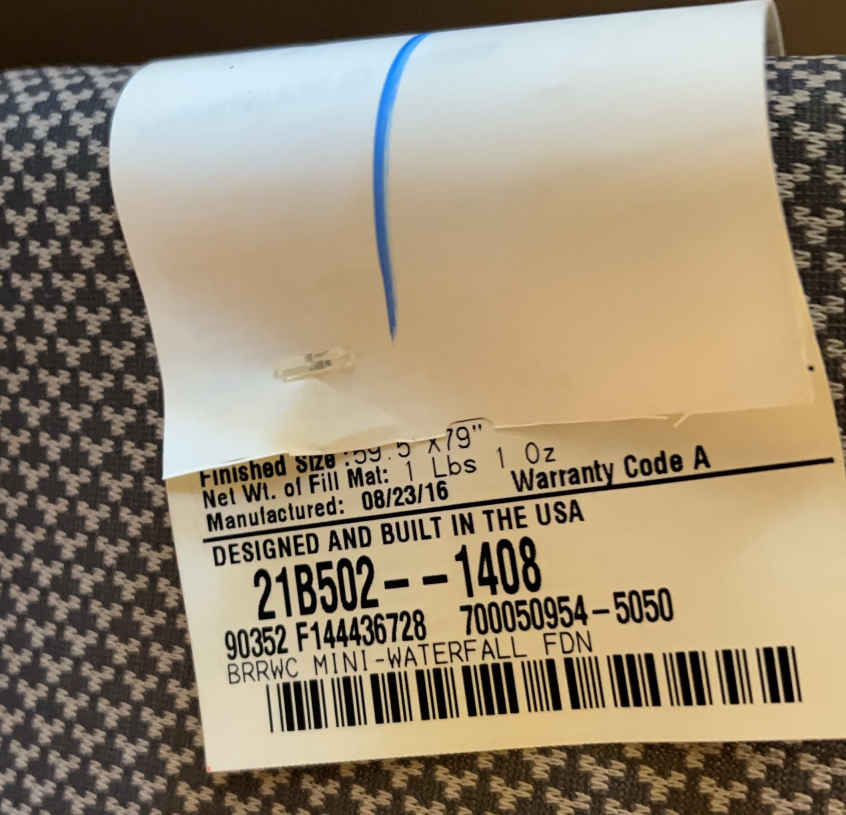 Finished Size :59.5 x79"
Net Wt. of Fill Mat: 1 Lbs 1 Oz
Manufactured: 08/23/16 Warranty Code A
DESIGNED AND BUILT IN THE USA
21B502--1408
90352 F144436728 700050954-5050
BRRWC MINI-WATERFALL FDN